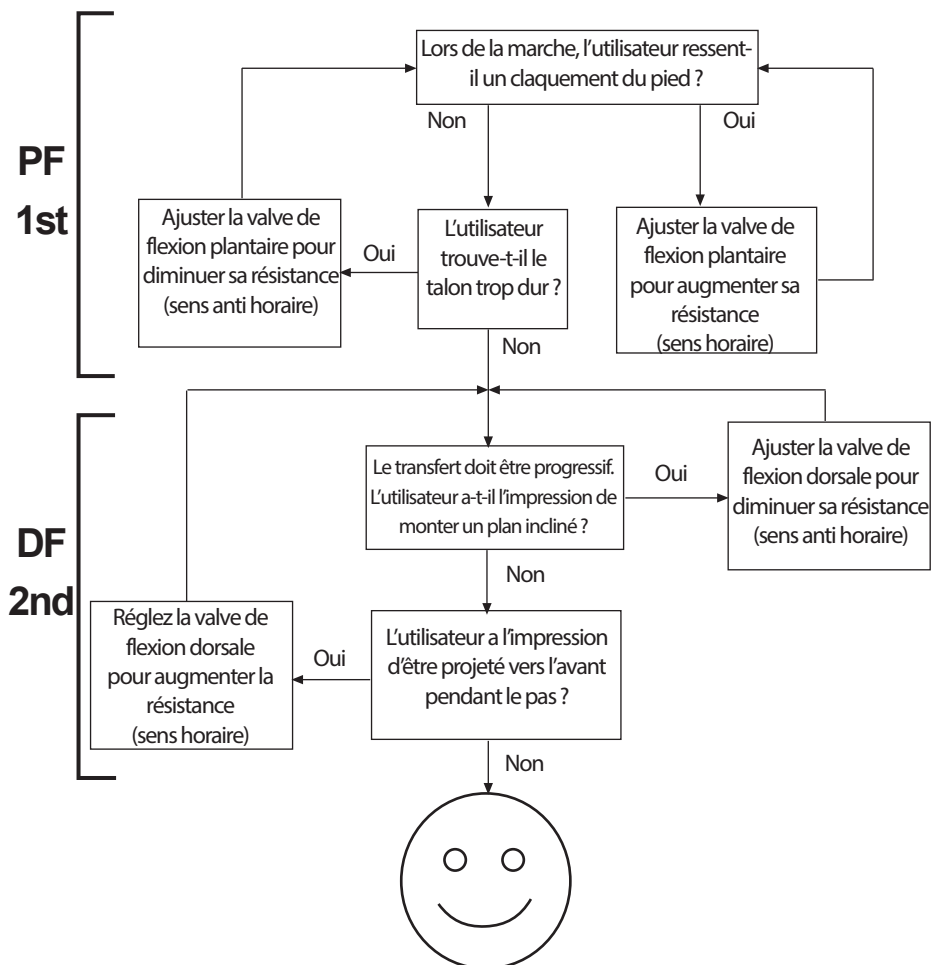 Lors de la marche, l'utilisateur ressent-
il un claquement du pied ?
Non
Oui
PF
1st
Ajuster la valve de
flexion plantaire pour
diminuer sa résistance
(sens anti horaire)
Oui
L'utilisateur
trouve-t-il le
talon trop dur ?
Ajuster la valve de
flexion plantaire
pour augmenter sa
résistance
(sens horaire)
Non
DF
2nd
Le transfert doit être progressif.
L'utilisateur a-t-il l'impression de
monter un plan incliné ?
Oui
Ajuster la valve de
flexion dorsale pour
diminuer sa résistance
(sens anti horaire)
Non
Réglez la valve de
flexion dorsale
pour augmenter la
résistance
(sens horaire)
Oui
L'utilisateur a l'impression
d'être projeté vers l'avant
pendant le pas ?
Non